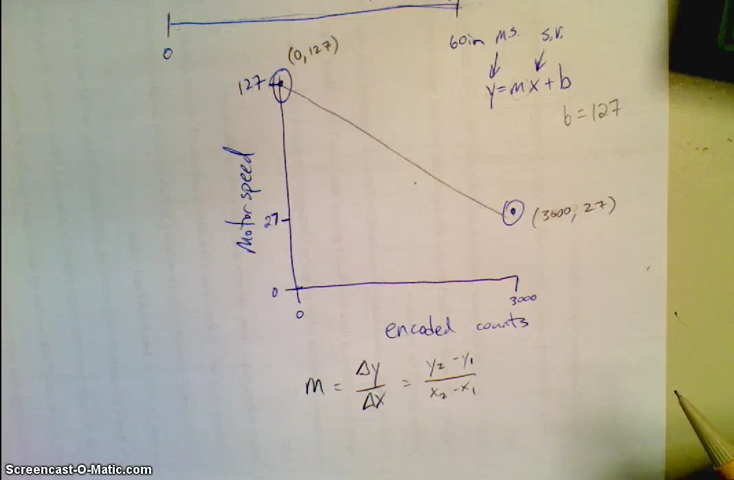 0
60in m.s. s.v.
(0,127)
127
y=mx+b
b=127
Motor speed
27
(3000, 27)
0
0
3000
encoded counts
M = Δy/Δx = y₂-y₁/x₂-x₁
Screencast-O-Matic.com